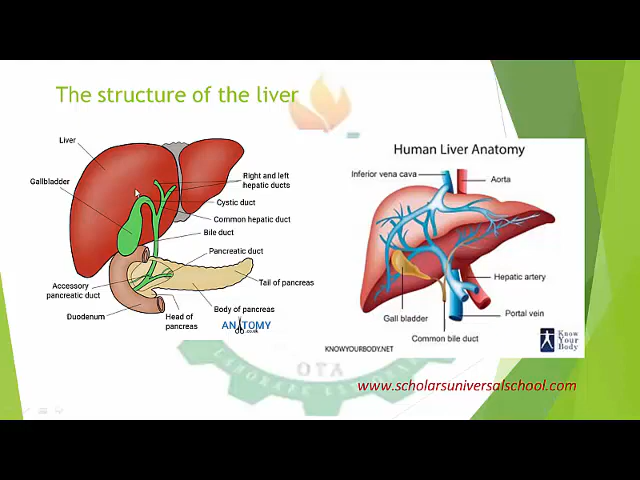 The structure of the liver
Liver
Gallbladder
Right and left
hepatic ducts
Cystic duct
Common hepatic duct
Bile duct
Pancreatic duct
Accessory
pancreatic duct
Tail of pancreas
Duodenum
Head of
pancreas
Body of pancreas
ANATOMY
.co.uk
Human Liver Anatomy
Inferior vena cava
Aorta
Hepatic artery
Portal vein
Gall bladder
Common bile duct
KNOWYOURBODY.NET
Know
Your
Body
OTA
www.scholarsuniversalschool.com